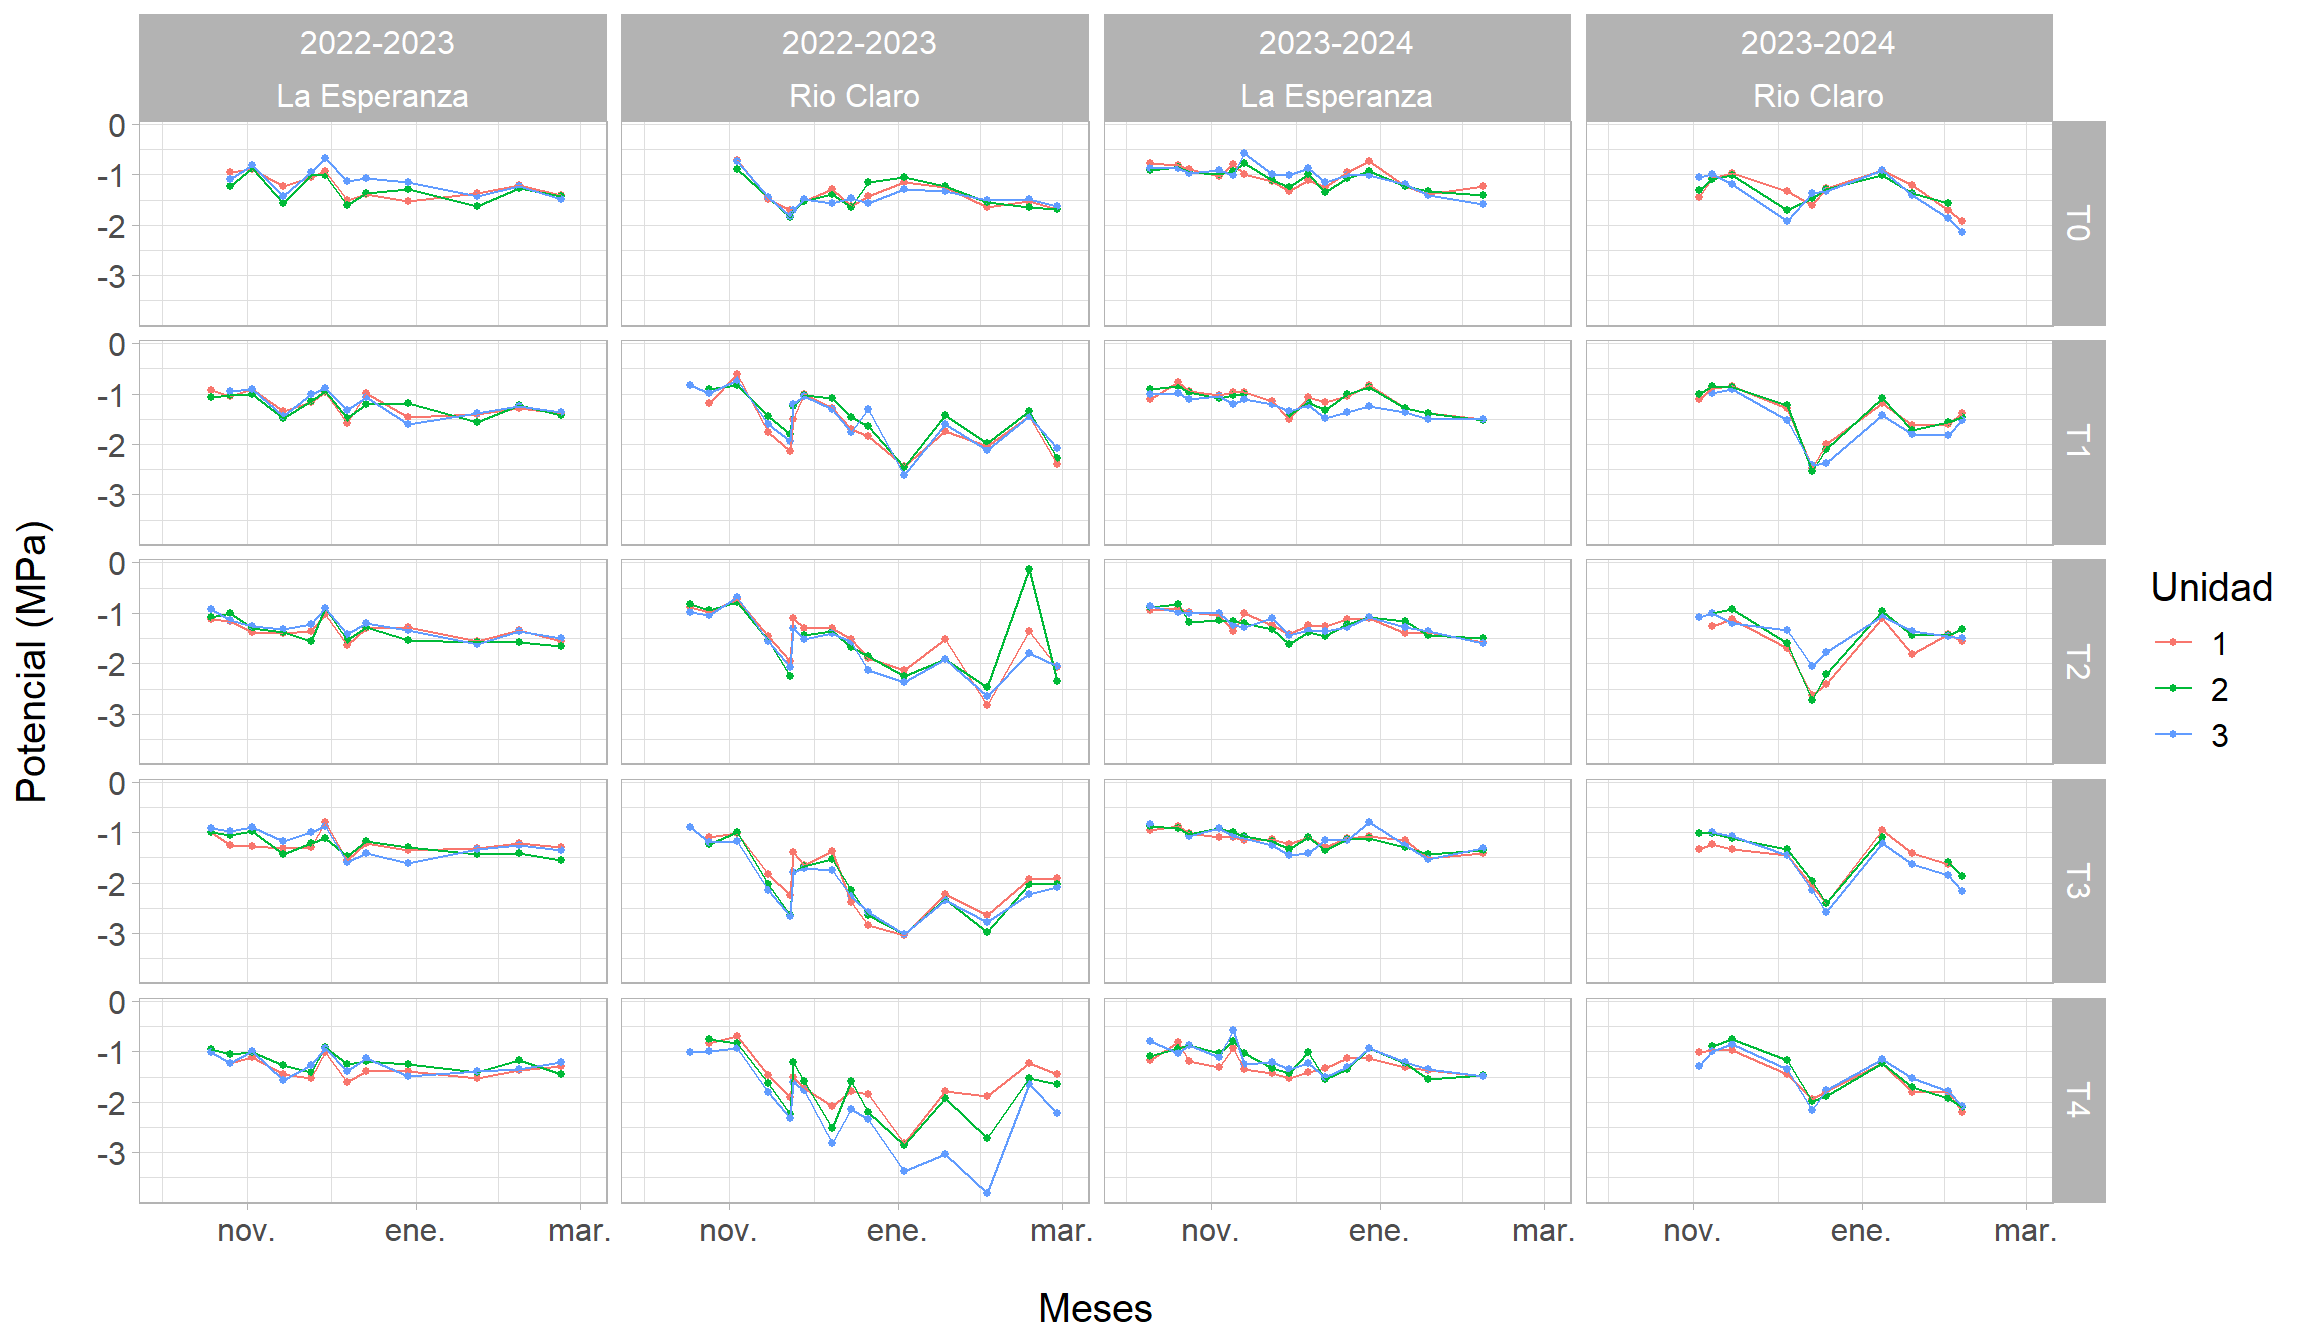 2022-2023 2022-2023 2023-2024 2023-2024
La Esperanza Rio Claro La Esperanza Rio Claro
0
-1
-2
-3
T0
0
-1
-2
-3
T1
0
-1
-2
-3
T2
0
-1
-2
-3
T3
0
-1
-2
-3
T4
nov. ene. mar. nov. ene. mar. nov. ene. mar. nov. ene. mar.
Meses
Potencial (MPa)
Unidad
1
2
3